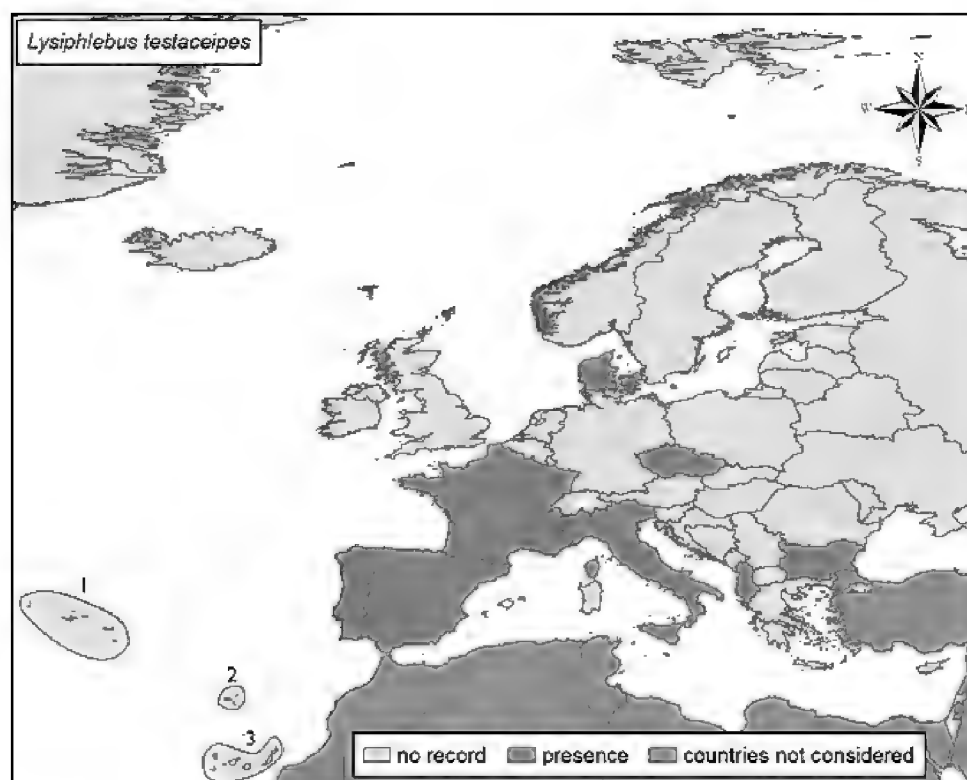 Lysiphlebus testaceipes
N
W
S
1
2
3
no record presence countries not considered